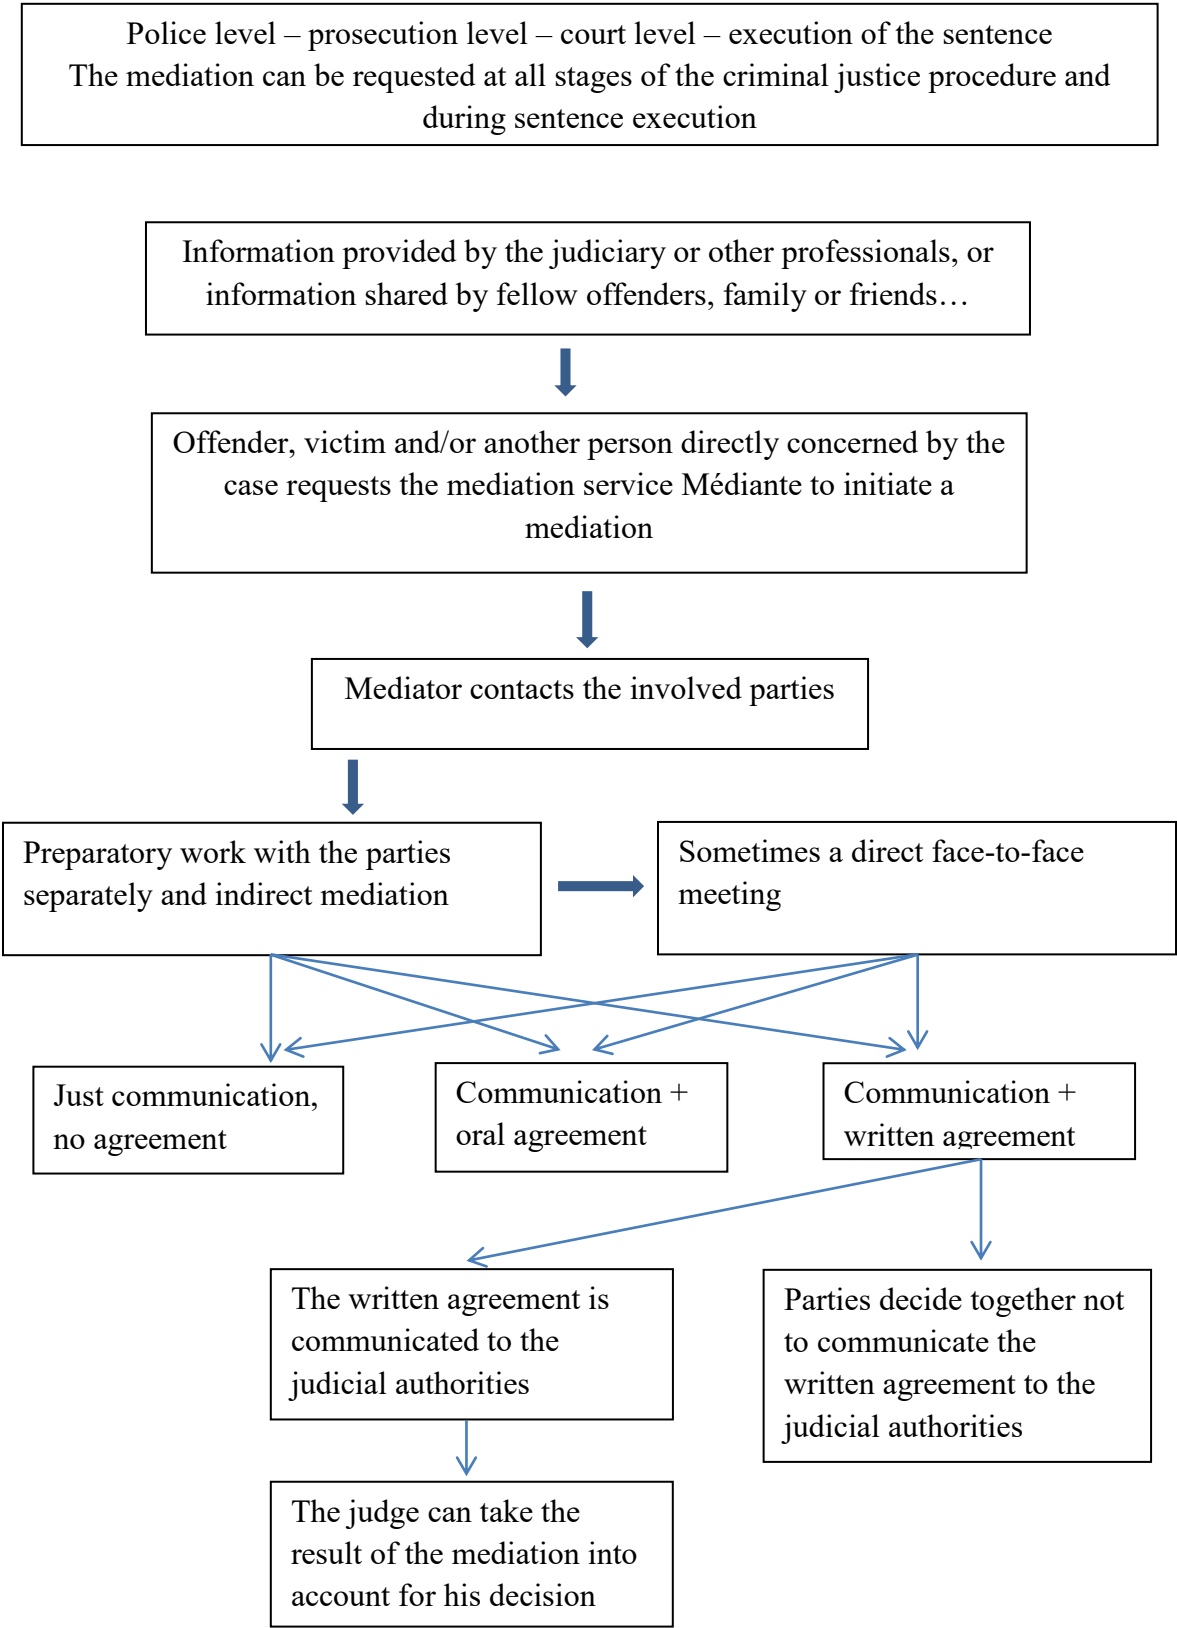 Police level – prosecution level – court level – execution of the sentence
The mediation can be requested at all stages of the criminal justice procedure and
during sentence execution
Information provided by the judiciary or other professionals, or
information shared by fellow offenders, family or friends…
Offender, victim and/or another person directly concerned by the
case requests the mediation service Médiante to initiate a
mediation
Mediator contacts the involved parties
Preparatory work with the parties
separately and indirect mediation
Sometimes a direct face-to-face
meeting
Just communication,
no agreement
Communication +
oral agreement
Communication +
written agreement
The written agreement is
communicated to the
judicial authorities
Parties decide together not
to communicate the
written agreement to the
judicial authorities
The judge can take the
result of the mediation into
account for his decision